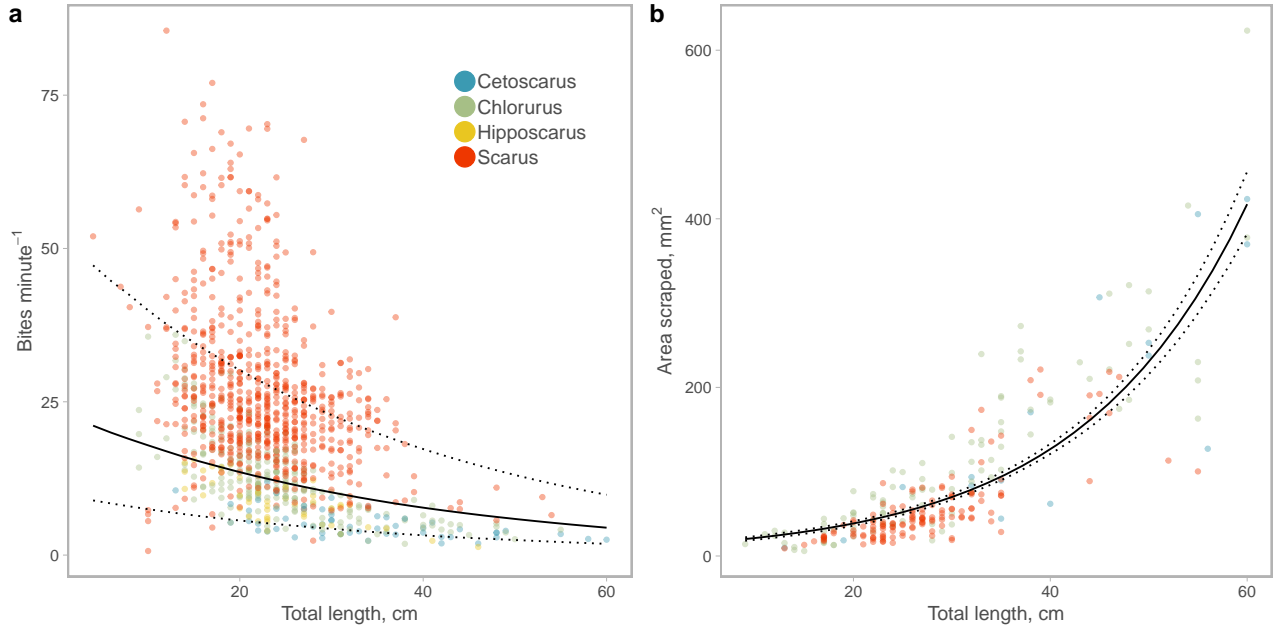 a
75
50
25
0
Bites minute⁻¹
Cetoscarus
Chlorurus
Hipposcarus
Scarus
20
40
60
Total length, cm
b
600
400
200
0
Area scraped, mm²
20
40
60
Total length, cm